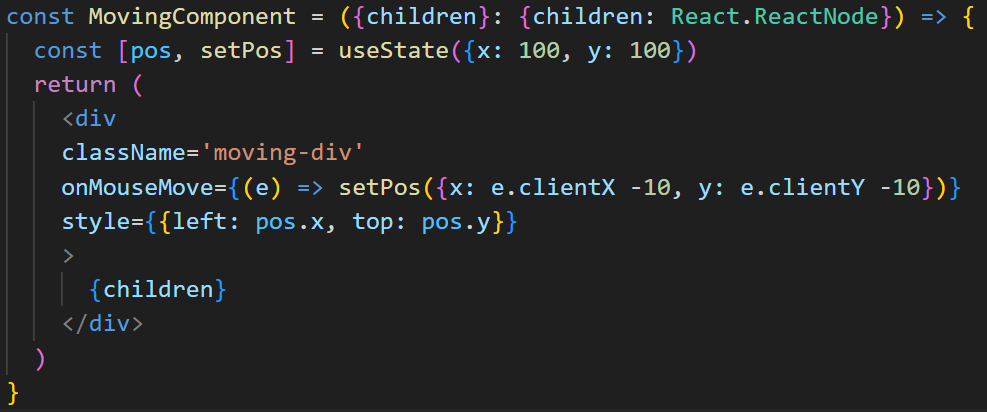 const MovingComponent = ({children}: {children: React.ReactNode}) => {
  const [pos, setPos] = useState({x: 100, y: 100})
  return (
    <div
    className='moving-div'
    onMouseMove={(e) => setPos({x: e.clientX -10, y: e.clientY -10})}
    style={{left: pos.x, top: pos.y}}
    >
      {children}
    </div>
  )
}